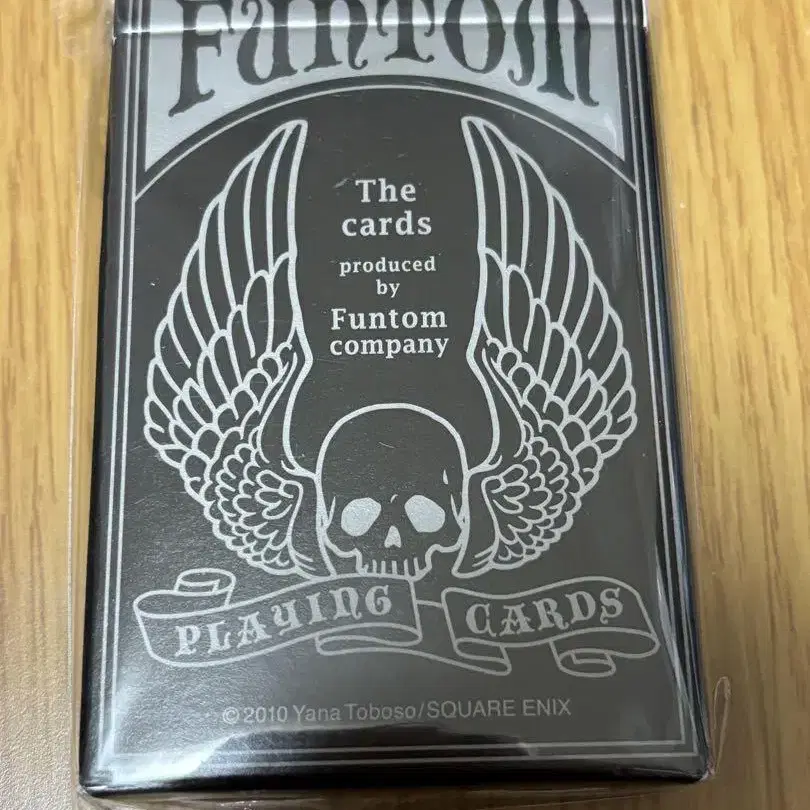 FUNTOM
The
cards
produced
by
Funtom
company
PLAYING CARDS
© 2010 Yana Toboso/SQUARE ENIX